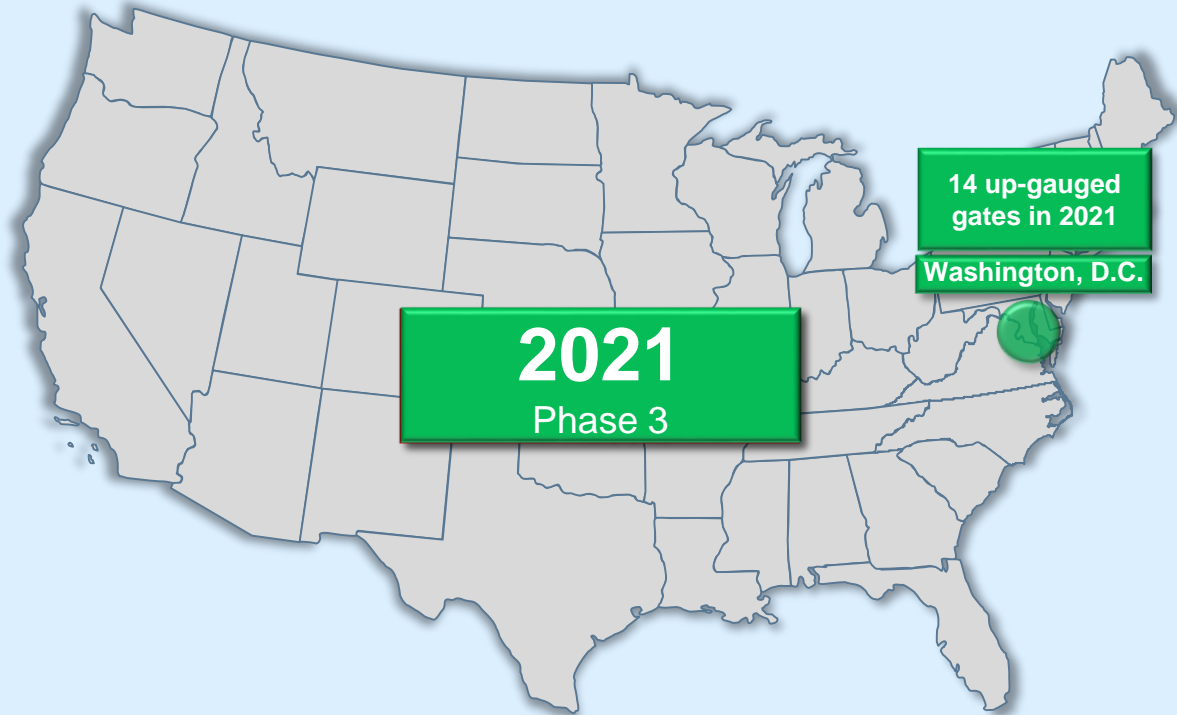 14 up-gauged
gates in 2021
Washington, D.C.
2021
Phase 3